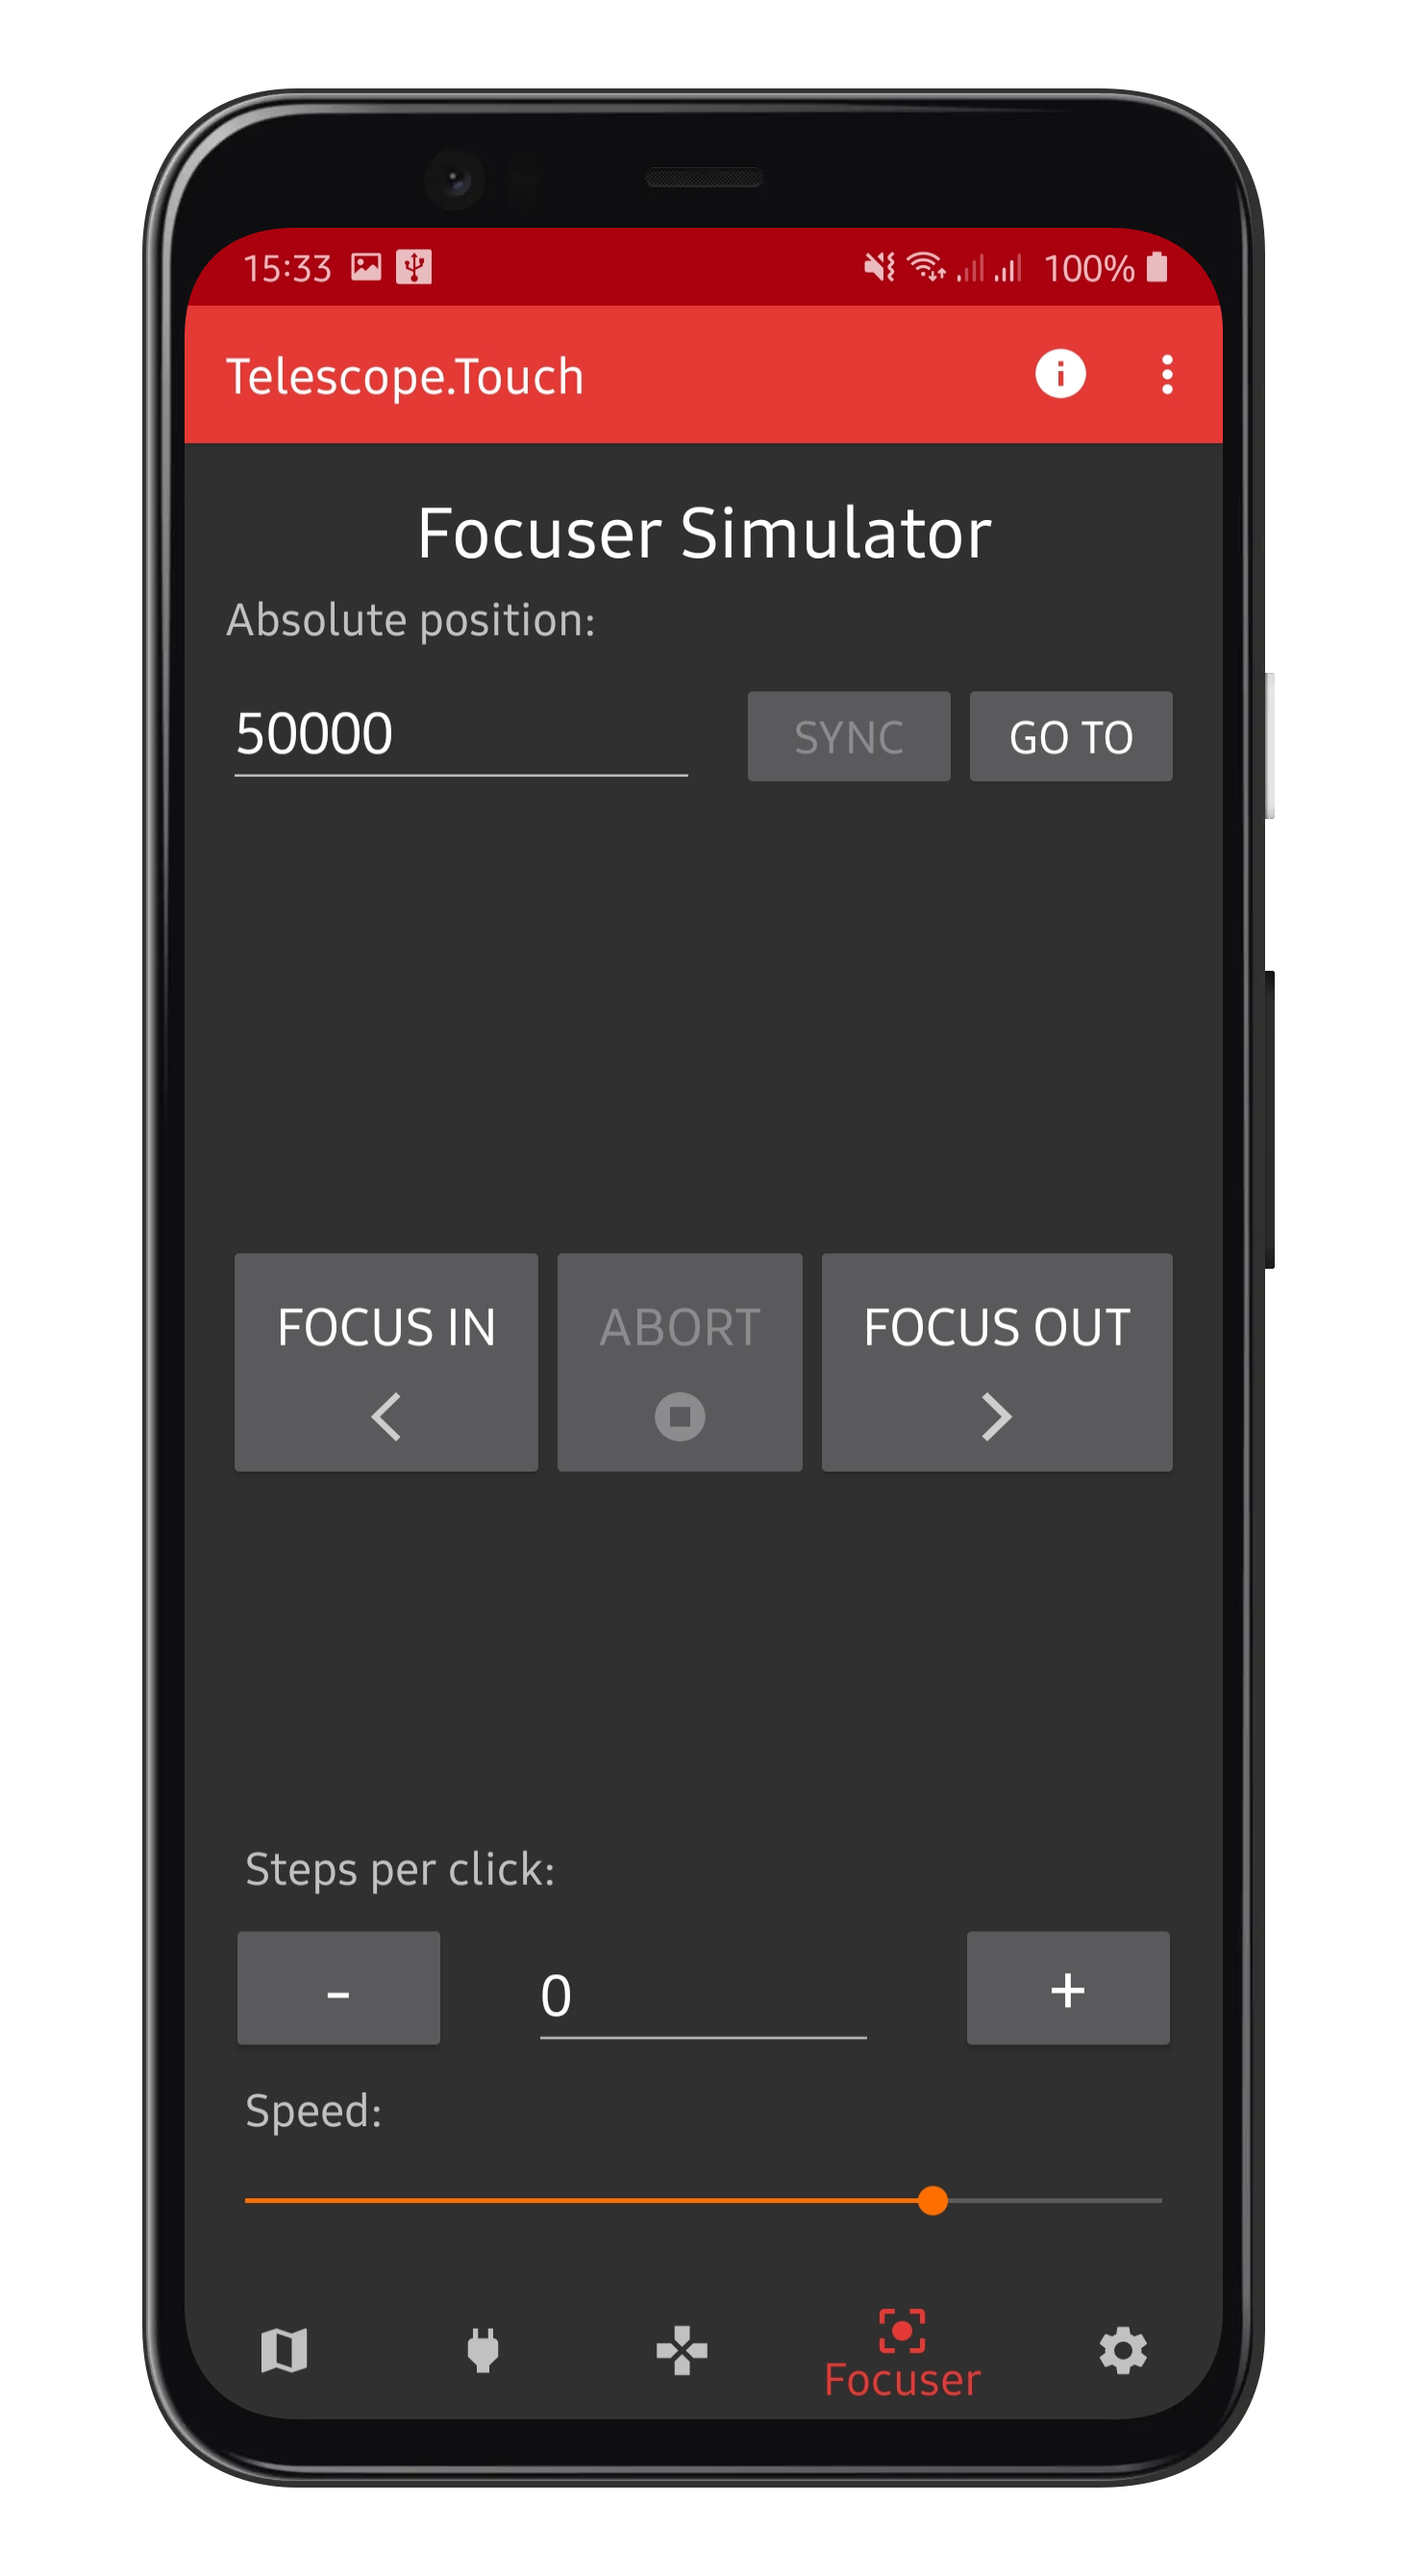 15:33 100%
Telescope.Touch
Focuser Simulator
Absolute position:
50000 SYNC GO TO
FOCUS IN ABORT FOCUS OUT
Steps per click:
- 0 +
Speed:
Focuser